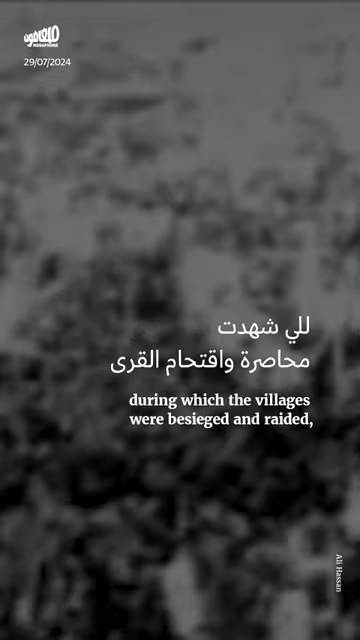 ميغافون
MEGAPHONE
29/07/2024
للي شهدت
محاصرة واقتحام القرى
during which the villages
were besieged and raided,
Ali Hassan